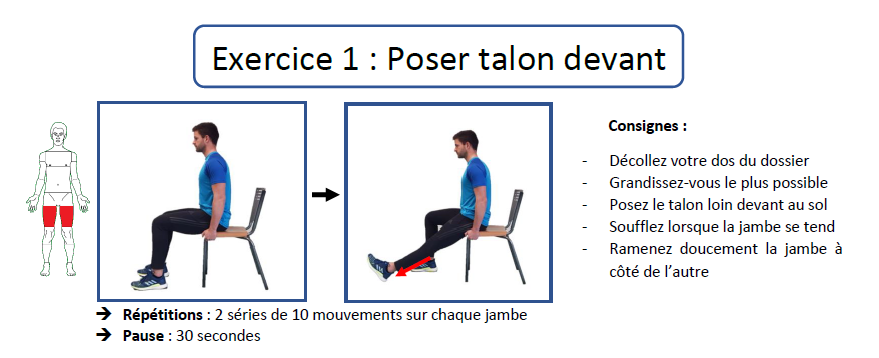 Exercice 1 : Poser talon devant
Consignes :
- Décollez votre dos du dossier
- Grandissez-vous le plus possible
- Posez le talon loin devant au sol
- Soufflez lorsque la jambe se tend
- Ramenez doucement la jambe à
côté de l’autre
➔ Répétitions : 2 séries de 10 mouvements sur chaque jambe
➔ Pause : 30 secondes